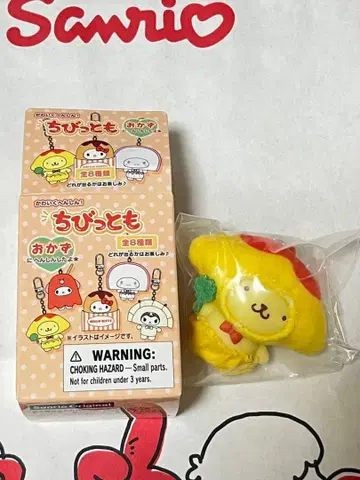 Sanrio
かわいくへんしん!
ちびっとも
おかず
全8種類
どれが出るかはお楽しみ♪
かわいくへんしん!
ちびっとも
おかず
にへんしんしたよ★
全8種類
どれが出るかはお楽しみ♪
HELLO KITTY
※イラストはイメージです。
WARNING:
CHOKING HAZARD — Small parts.
Not for children under 3 years.
Sanrio Original